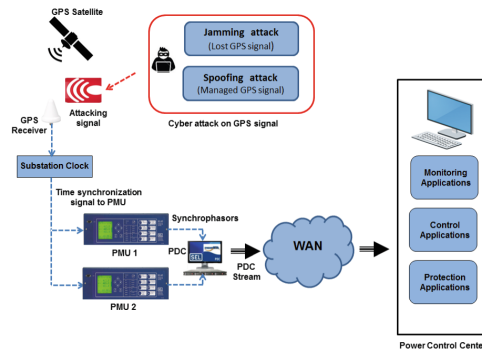 GPS Satellite
Jamming attack
(Lost GPS signal)
Spoofing attack
(Managed GPS signal)
Cyber attack on GPS signal
Attacking
signal
GPS
Receiver
Substation Clock
Time synchronization
signal to PMU
Synchrophasors
PMU 1
PDC
SEL
PDC
Stream
WAN
PMU 2
Monitoring
Applications
Control
Applications
Protection
Applications
Power Control Center